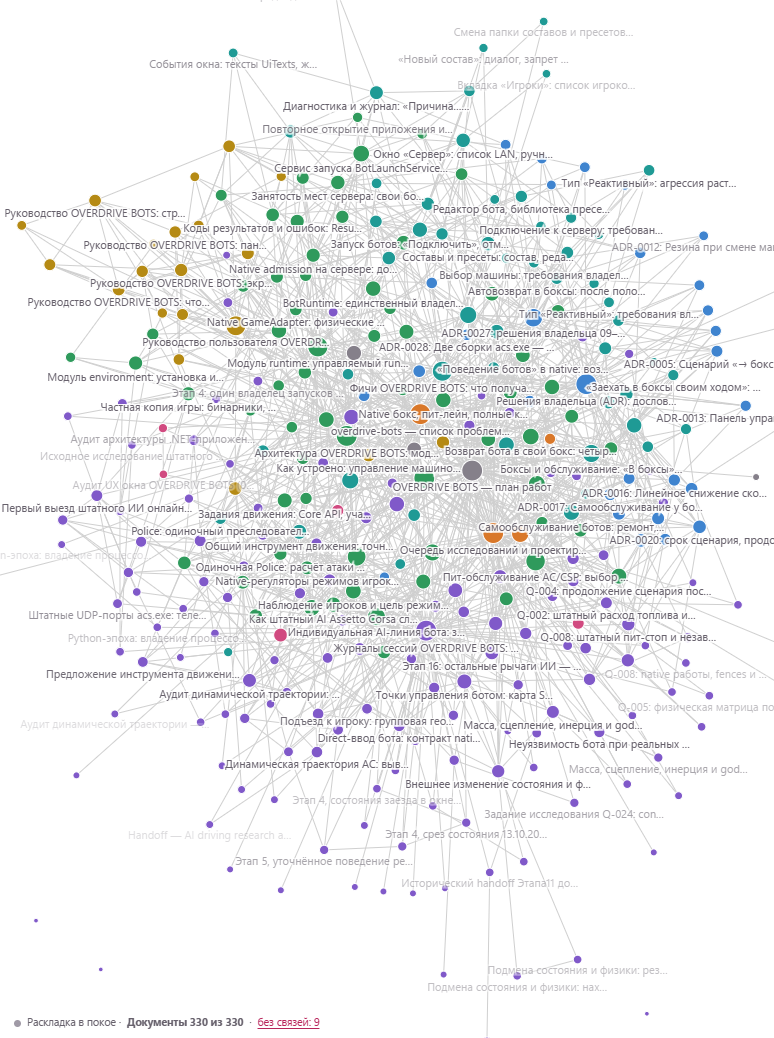 Смена папки составов и пресетов...
«Новый состав»: диалог, запрет ...
События окна: тексты UiTexts, ж...
Вкладка «Игроки»: список игроко...
Диагностика и журнал: «Причина...
Повторное открытие приложения и...
Окно «Сервер»: список LAN, ручн...
Сервис запуска BotLaunchService...
Тип «Реактивный»: агрессия раст...
Занятость мест сервера: свои бо...
Редактор бота, библиотека пресе...
Руководство OVERDRIVE BOTS: стр...
Коды результатов и ошибок: Resu...
Подключение к серверу: требован...
Руководство OVERDRIVE BOTS: пан...
Запуск ботов: «Подключить», отм...
ADR-0012: Резина при смене
Составы и пресеты: состав, реда...
Native admission на сервере: до...
Выбор машины: требования владел...
Руководство OVERDRIVE BOTS: экр...
Автовозврат в боксы: после поло...
Руководство OVERDRIVE BOTS: что...
BotRuntime: единственный владел...
Тип «Реактивный»: требования вл...
Native GameAdapter: физические ...
ADR-0027: решения владельца 09–...
Руководство пользователя OVERDR...
ADR-0028: Две сборки acs.exe — ...
Модуль runtime: управляемый run...
ADR-0005: Сценарий «→ бокс
«Поведение ботов» в native: воз...
Модуль environment: установка и...
Фичи OVERDRIVE BOTS: что получа...
«Заехать в боксы своим ходом»: ...
Этап 4: один владелец запусков ...
Решения владельца (ADR): дослов...
Частная копия игры: бинарники, ...
Native бокс, пит-лейн, полные к...
ADR-0013: Панель упра
overdrive-bots — список проблем...
Аудит архитектуры .NET-приложен...
Архитектура OVERDRIVE BOTS: мод...
Возврат бота в свой бокс: четыр...
Исходное исследование штатного
Как устроено: управление машино...
Боксы и обслуживание: «В боксы»...
Аудит UX окна OVERDRIVE BOTS
OVERDRIVE BOTS — план работ
ADR-0016: Линейное снижение ско...
Первый выезд штатного ИИ онлайн...
Задания движения: Core API, уча...
ADR-0017: Самообслуживание у бо...
Police: одиночный преследовател...
Самообслуживание ботов: ремонт,...
ADR-0020: срок сценария, продо
Общий инструмент движения: точн...
Очередь исследований и проектир...
n-эпоха: владение процессо...
Одиночная Police: расчёт атаки ...
Native-регуляторы режимов игрок...
Пит-обслуживание AC/CSP: выбор...
Q-004: продолжение сценария пос...
Наблюдение игроков и цель режим...
Штатные UDP-порты acs.exe: теле...
Как штатный AI Assetto Corsa сл...
Q-002: штатный расход топлива и...
Python-эпоха: владение процессо...
Индивидуальная AI-линия бота: з...
Q-008: штатный пит-стоп и незав...
Журналы сессий OVERDRIVE BOTS: ...
Предложение инструмента движени...
Этап 16: остальные рычаги ИИ — ...
Q-008: native работы, fences и ...
Аудит динамической траектории: ...
Точки управления ботом: карта S...
Q-005: физическая матрица по
Аудит динамической траектории —
Подъезд к игроку: групповая гео...
Масса, сцепление, инерция и god...
Direct-ввод бота: контракт nati...
Неуязвимость бота при реальных ...
Динамическая траектория АС: выв...
Масса, сцепление, инерция и god...
Внешнее изменение состояния и ф...
Этап 4, состояния заезда в окне...
Задание исследования Q-024: con...
Handoff — AI driving research a...
Этап 4, срез состояния 13.10.20...
Этап 5, уточнённое поведение ре...
Исторический handoff Этапа11 до...
Подмена состояния и физики: рез...
Подмена состояния и физики: нах...
Раскладка в покое · Документы 330 из 330 · без связей: 9